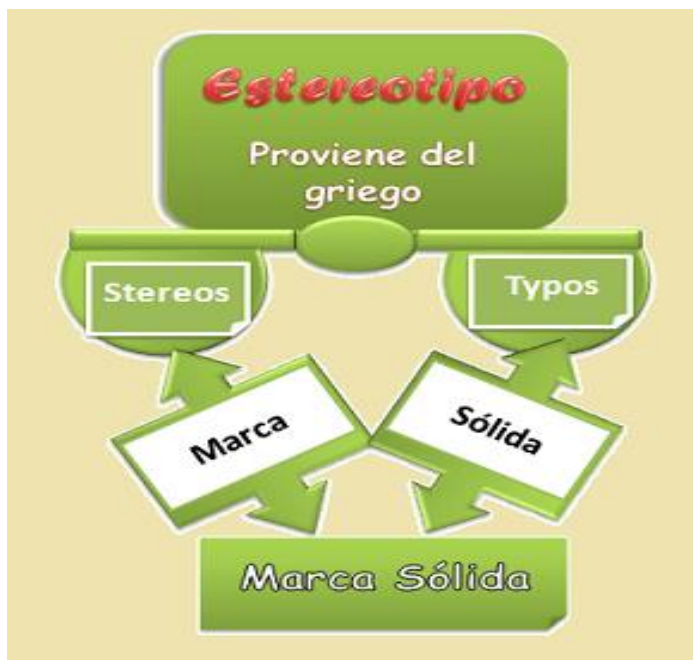 Estereotipo
Proviene del
griego
Stereos
Typos
Marca
Sólida
Marca Sólida